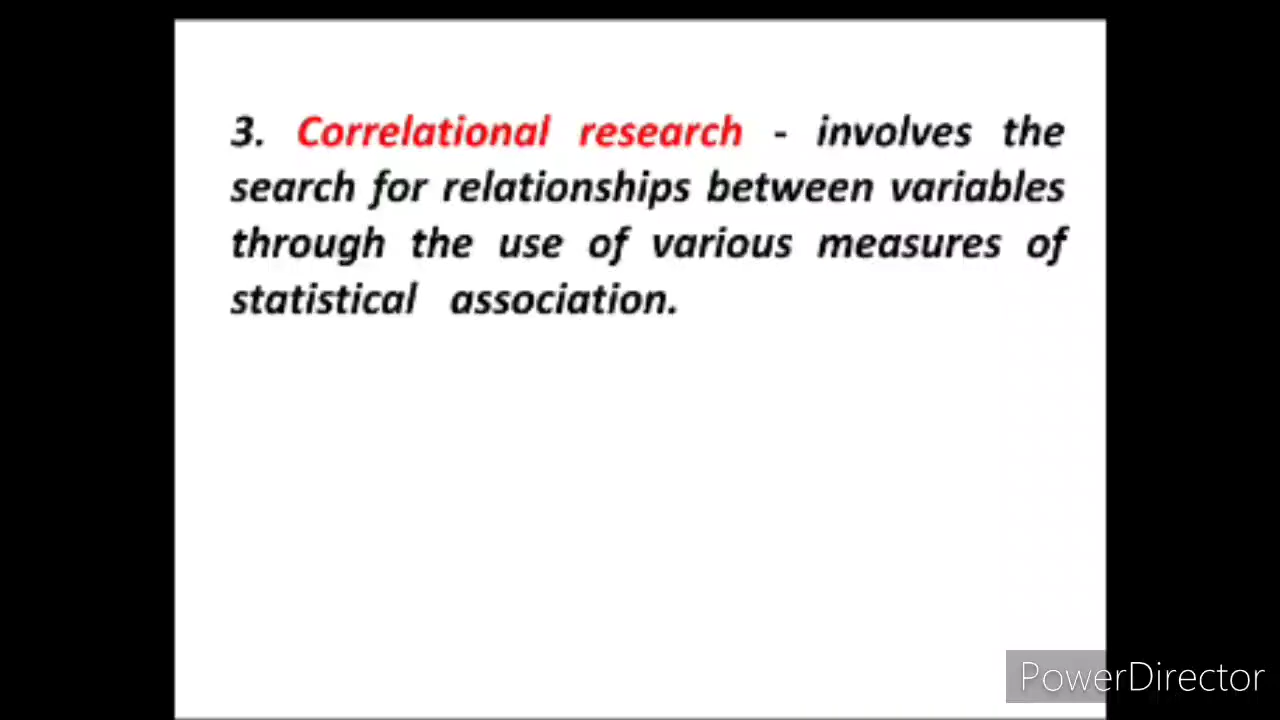 3. Correlational research - involves the
search for relationships between variables
through the use of various measures of
statistical association.
PowerDirector